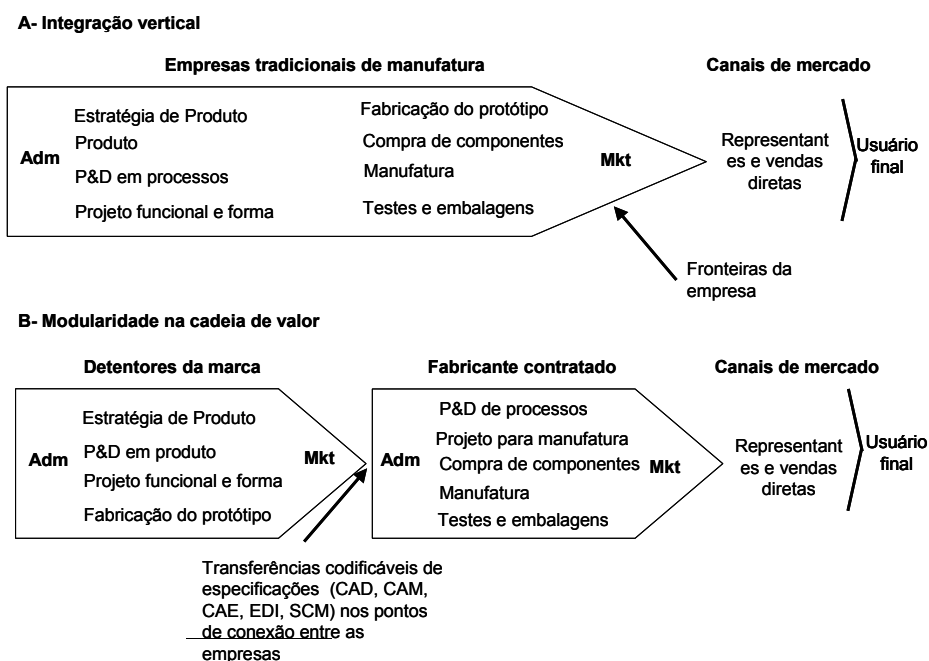 A- Integração vertical
Empresas tradicionais de manufatura
Canais de mercado
Adm
Estratégia de Produto
Produto
P&D em processos
Projeto funcional e forma
Fabricação do protótipo
Compra de componentes
Manufatura
Testes e embalagens
Mkt
Representant
es e vendas
diretas
Usuário
final
Fronteiras da
empresa
B- Modularidade na cadeia de valor
Detentores da marca
Fabricante contratado
Canais de mercado
Adm
Estratégia de Produto
P&D em produto
Projeto funcional e forma
Fabricação do protótipo
Mkt
Adm
P&D de processos
Projeto para manufatura
Compra de componentes
Manufatura
Testes e embalagens
Mkt
Representant
es e vendas
diretas
Usuário
final
Transferências codificáveis de
especificações (CAD, CAM,
CAE, EDI, SCM) nos pontos
de conexão entre as
empresas